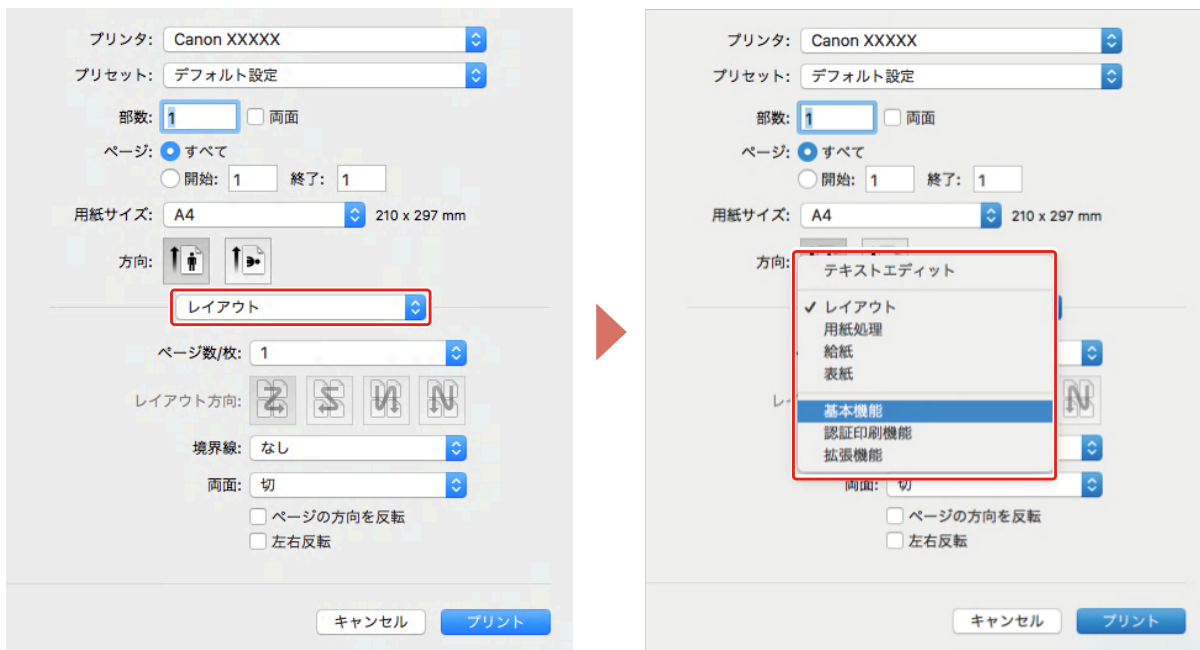 プリンタ: Canon XXXXX
プリセット: デフォルト設定
部数: 1 両面
ページ: すべて
開始: 1 終了: 1
用紙サイズ: A4 210 x 297 mm
方向:
レイアウト
ページ数/枚: 1
レイアウト方向:
境界線: なし
両面: 切
ページの方向を反転
左右反転
キャンセル プリント
プリンタ: Canon XXXXX
プリセット: デフォルト設定
部数: 1 両面
ページ: すべて
開始: 1 終了: 1
用紙サイズ: A4 210 x 297 mm
方向:
テキストエディット
レイアウト
用紙処理
給紙
表紙
レ
基本機能
認証印刷機能
拡張機能
両面: 切
ページの方向を反転
左右反転
キャンセル プリント